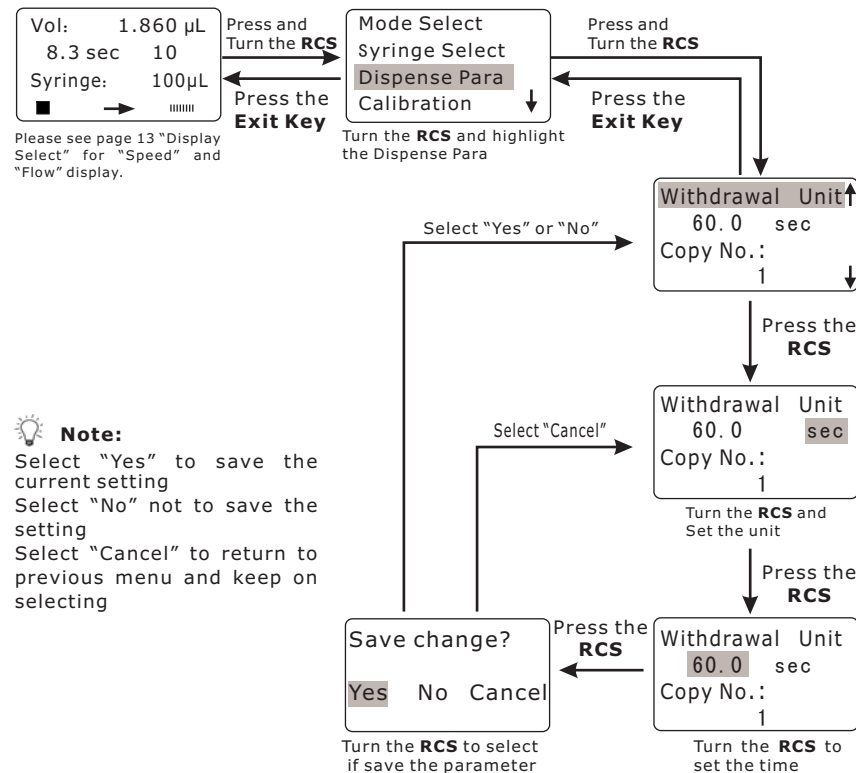 Vol: 1.860 µL
8.3 sec 10
Syringe: 100µL
Please see page 13 "Display
Select" for "Speed" and
"Flow" display.
Press and
Turn the RCS
Press the
Exit Key
Mode Select
Syringe Select
Dispense Para
Calibration
Turn the RCS and highlight
the Dispense Para
Press and
Turn the RCS
Press the
Exit Key
Withdrawal Unit
60.0 sec
Copy No.:
1
Select "Yes" or "No"
Press the
RCS
Withdrawal Unit
60.0 sec
Copy No.:
1
Turn the RCS and
Set the unit
Select "Cancel"
Note:
Select "Yes" to save the
current setting
Select "No" not to save the
setting
Select "Cancel" to return to
previous menu and keep on
selecting
Press the
RCS
Withdrawal Unit
60.0 sec
Copy No.:
1
Turn the RCS to
set the time
Press the
RCS
Save change?
Yes No Cancel
Turn the RCS to select
if save the parameter